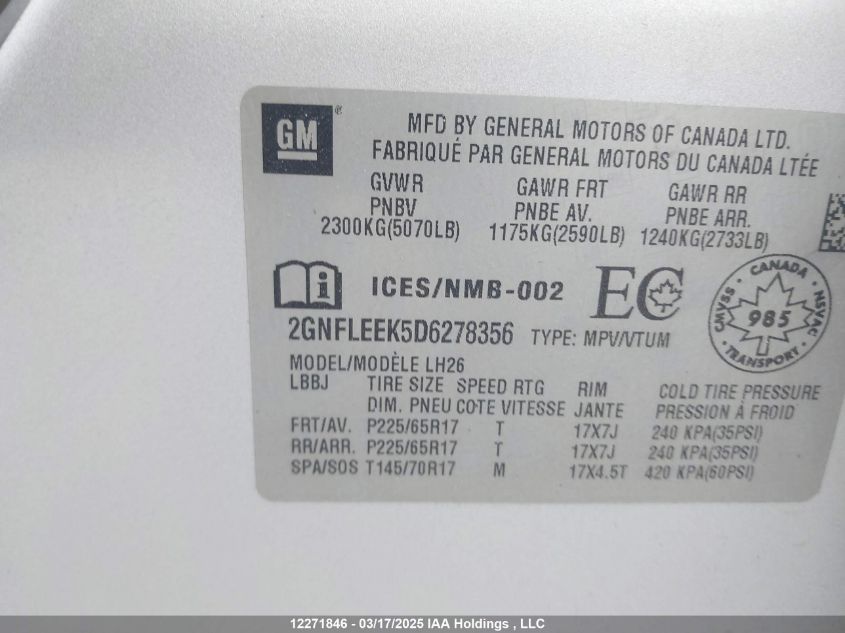 GM ®
MFD BY GENERAL MOTORS OF CANADA LTD.
FABRIQUÉ PAR GENERAL MOTORS DU CANADA LTÉE
GVWR GAWR FRT GAWR RR
PNBV PNBE AV. PNBE ARR.
2300KG(5070LB) 1175KG(2590LB) 1240KG(2733LB)
i ICES/NMB-002 EC
CANADA
CMVSS 985 NSVAC
TRANSPORT
2GNFLEEK5D6278356 TYPE: MPV/VTUM
MODEL/MODÈLE LH26
LBBJ TIRE SIZE SPEED RTG RIM COLD TIRE PRESSURE
DIM. PNEU COTE VITESSE JANTE PRESSION À FROID
FRT/AV. P225/65R17 T 17X7J 240 KPA(35PSI)
RR/ARR. P225/65R17 T 17X7J 240 KPA(35PSI)
SPA/SOS T145/70R17 M 17X4.5T 420 KPA(60PSI)
12271846 - 03/17/2025 IAA Holdings , LLC